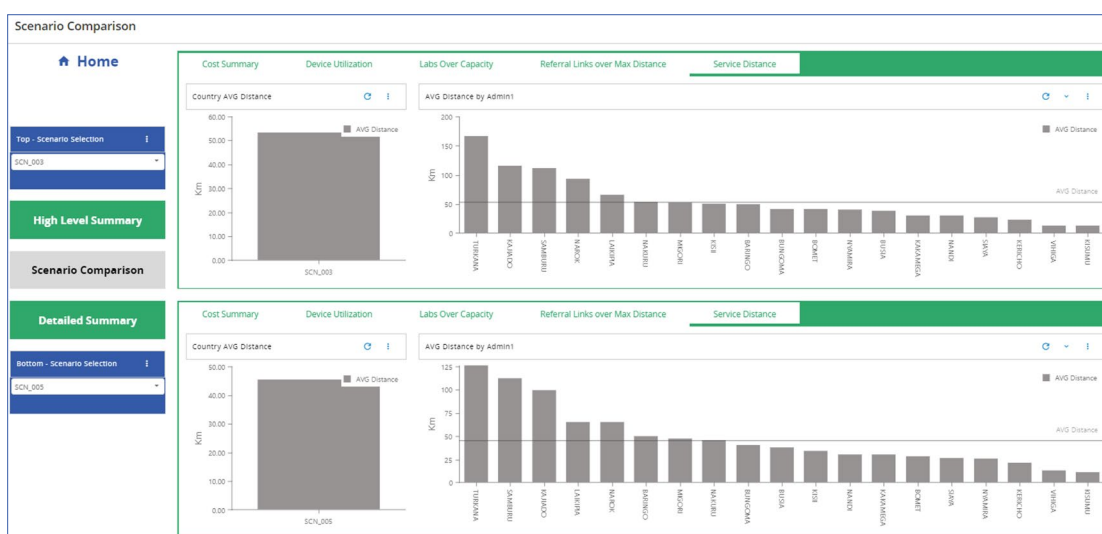 Scenario Comparison
Home
Top - Scenario Selection
SCN_003
High Level Summary
Scenario Comparison
Detailed Summary
Bottom - Scenario Selection
SCN_005
Cost Summary Device Utilization Labs Over Capacity Referral Links over Max Distance Service Distance
Country AVG Distance
AVG Distance
60.00
50.00
40.00
30.00
20.00
10.00
0.00
Km
SCN_003
AVG Distance by Admin1
AVG Distance
200
150
100
50
0
Km
AVG Distance
TURKANA
KAJIADO
SAMBURU
NAROK
LAIKIPIA
NAKURU
MIGORI
KISII
BARINGO
BUNGOMA
BOMET
NYAMIRA
BUSIA
KAKAMEGA
NANDI
SIAYA
KERICHO
VIHIGA
KISUMU
Cost Summary Device Utilization Labs Over Capacity Referral Links over Max Distance Service Distance
Country AVG Distance
AVG Distance
50.00
40.00
30.00
20.00
10.00
0.00
Km
SCN_005
AVG Distance by Admin1
AVG Distance
125
100
75
50
25
0
Km
AVG Distance
TURKANA
SAMBURU
KAJIADO
LAIKIPIA
NAROK
BARINGO
MIGORI
NAKURU
BUNGOMA
BUSIA
KISII
NANDI
KAKAMEGA
BOMET
SIAYA
NYAMIRA
KERICHO
VIHIGA
KISUMU